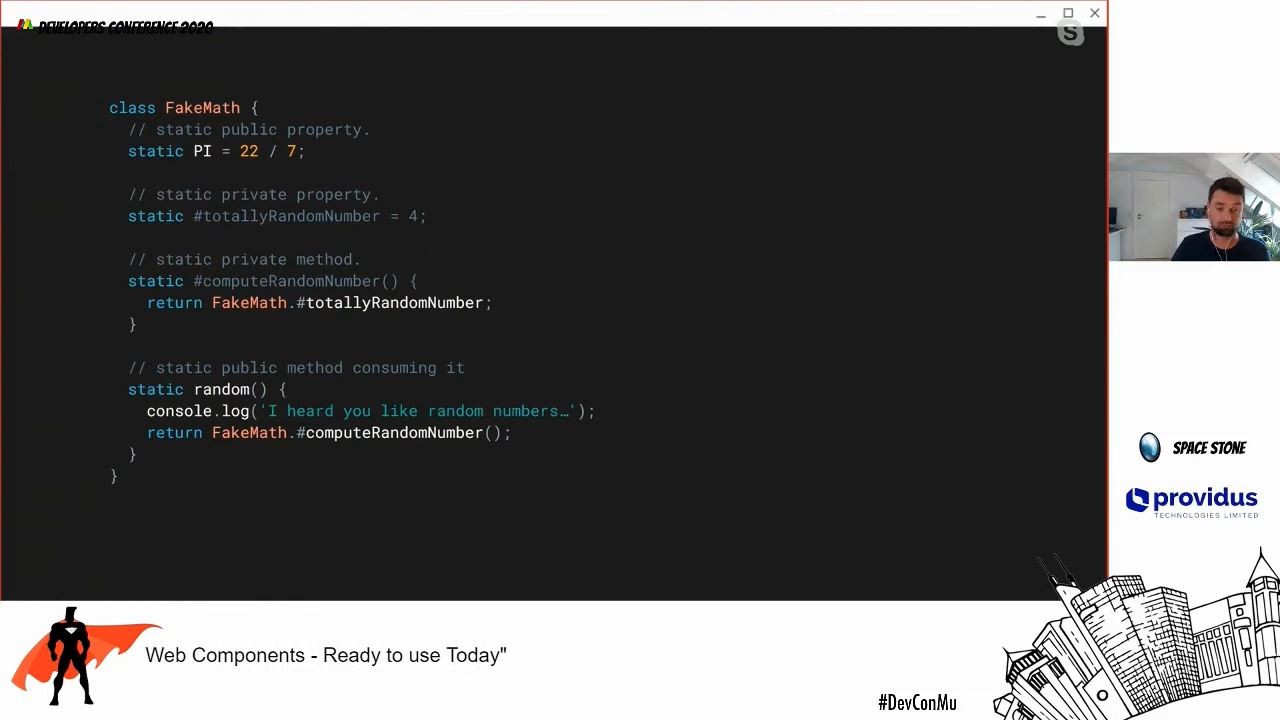 DEVELOPERS CONFERENCE 2020
S
class FakeMath {
// static public property.
static PI = 22 / 7;
// static private property.
static #totallyRandomNumber = 4;
// static private method.
static #computeRandomNumber() {
return FakeMath.#totallyRandomNumber;
}
// static public method consuming it
static random() {
console.log('I heard you like random numbers…');
return FakeMath.#computeRandomNumber();
}
}
SPACE STONE
providus
TECHNOLOGIES LIMITED
Web Components - Ready to use Today"
#DevConMu